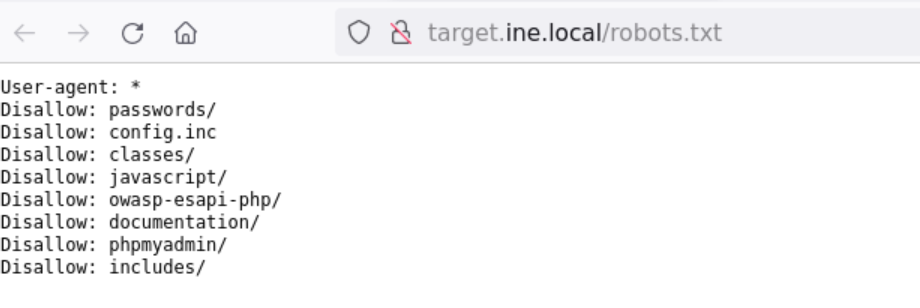 target.ine.local/robots.txt
User-agent: *
Disallow: passwords/
Disallow: config.inc
Disallow: classes/
Disallow: javascript/
Disallow: owasp-esapi-php/
Disallow: documentation/
Disallow: phpmyadmin/
Disallow: includes/